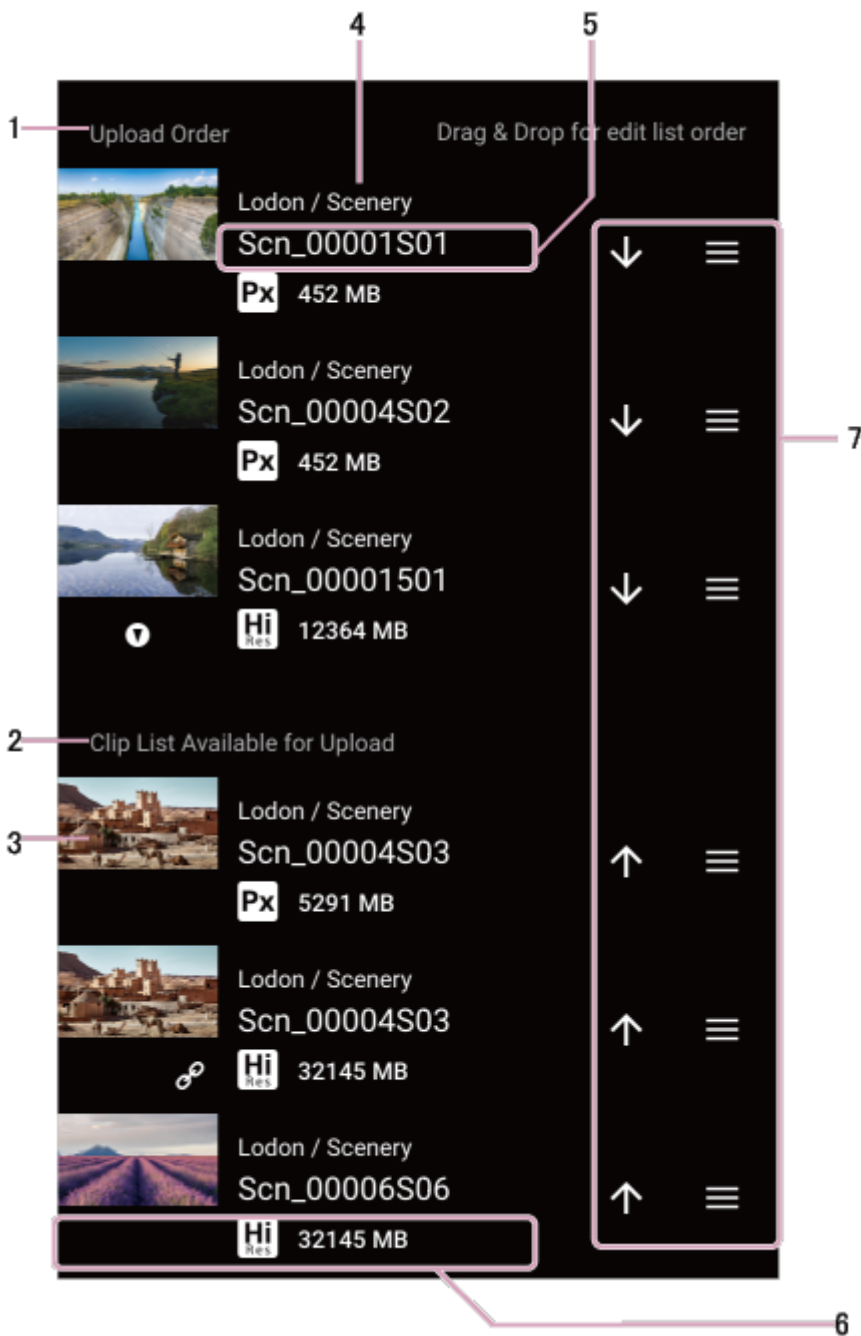 4 5
1 Upload Order Drag & Drop for edit list order
Lodon / Scenery
Scn_00001S01
Px 452 MB
Lodon / Scenery
Scn_00004S02
Px 452 MB
7
Lodon / Scenery
Scn_00001501
Hi Res 12364 MB
2 Clip List Available for Upload
3
Lodon / Scenery
Scn_00004S03
Px 5291 MB
Lodon / Scenery
Scn_00004S03
Hi Res 32145 MB
Lodon / Scenery
Scn_00006S06
Hi Res 32145 MB
6